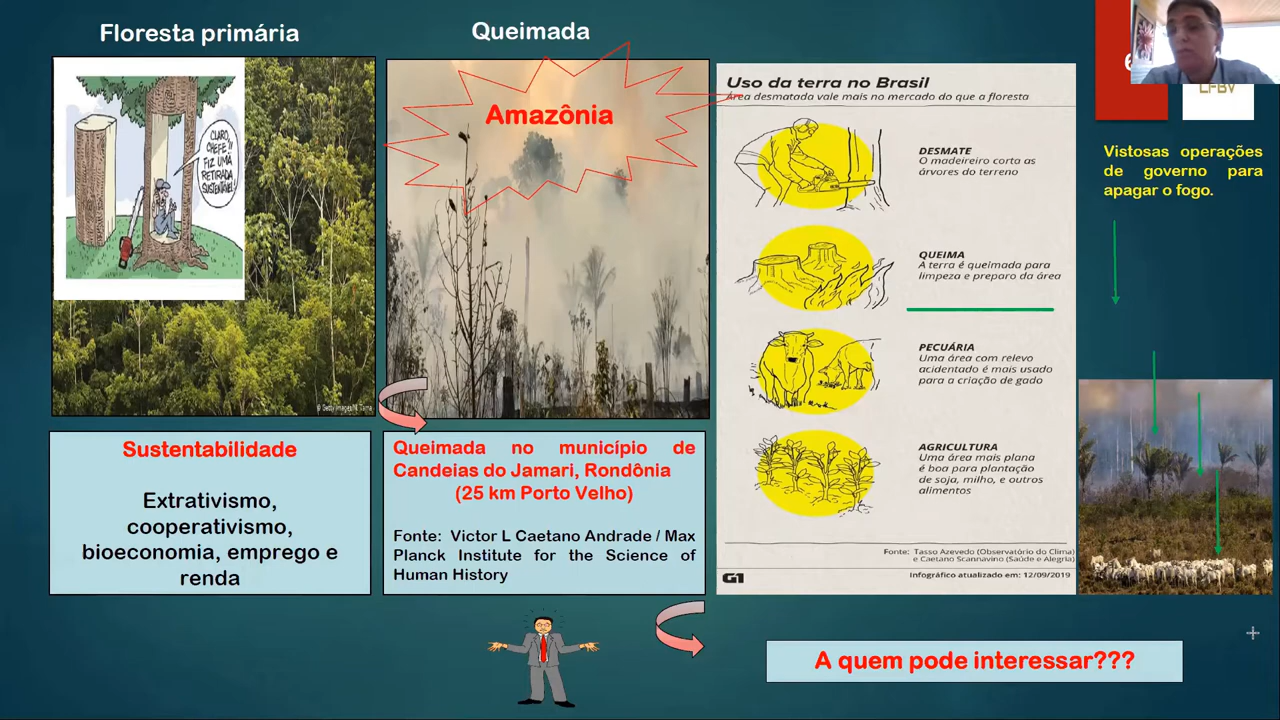 Floresta primária
CLARO,
CHEFE!!
FIZ UMA
RETIRADA
SUSTENTÁVEL!
© Getty Images/M. Tama
Sustentabilidade
Extrativismo,
cooperativismo,
bioeconomia, emprego e
renda
Queimada
Amazônia
Queimada no município de
Candeias do Jamari, Rondônia
(25 km Porto Velho)
Fonte: Victor L Caetano Andrade / Max
Planck Institute for the Science of
Human History
Uso da terra no Brasil
Área desmatada vale mais no mercado do que a floresta
DESMATE
O madeireiro corta as
árvores do terreno
QUEIMA
A terra é queimada para
limpeza e preparo da área
PECUÁRIA
Uma área com relevo
acidentado é mais usado
para a criação de gado
AGRICULTURA
Uma área mais plana
é boa para plantação
de soja, milho, e outros
alimentos
Fonte: Tasso Azevedo (Observatório do Clima)
e Caetano Scannavino (Saúde e Alegria)
G1
Infográfico atualizado em: 12/09/2019
LFBV
Vistosas operações
de governo para
apagar o fogo.
A quem pode interessar???